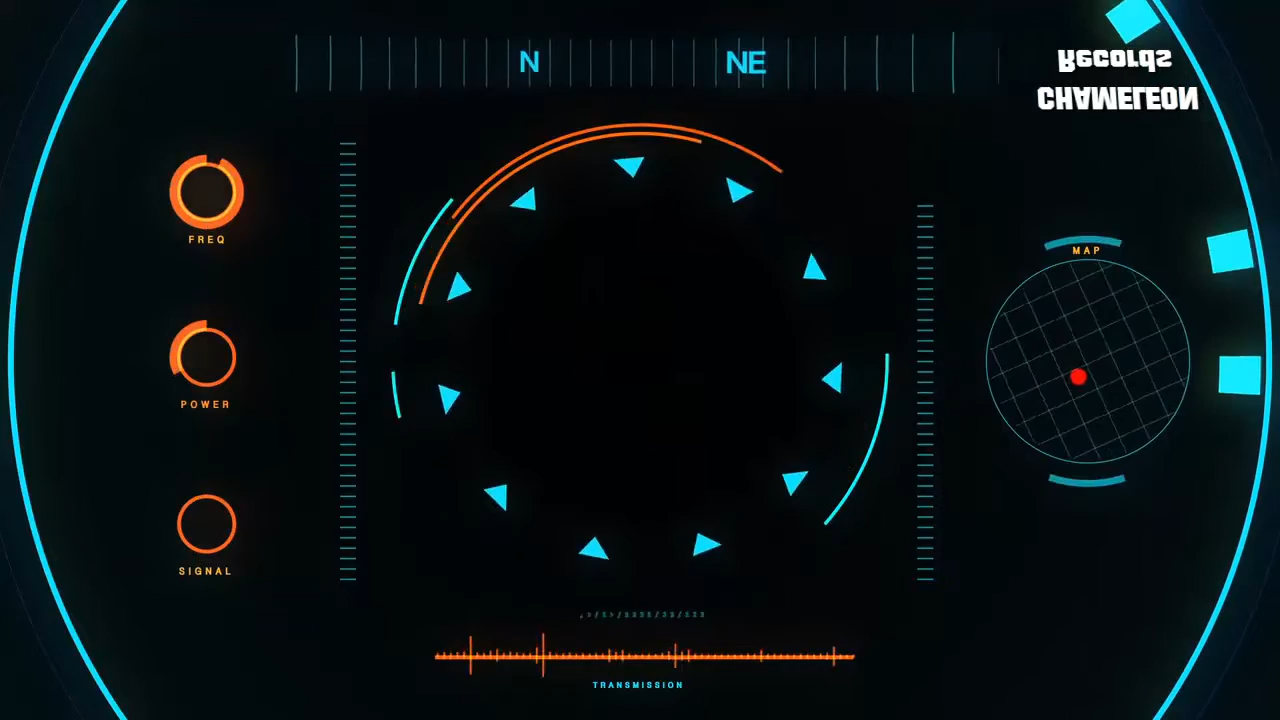 N NE
CHAMELEON
Records
FREQ
MAP
POWER
SIGNAL
TRANSMISSION